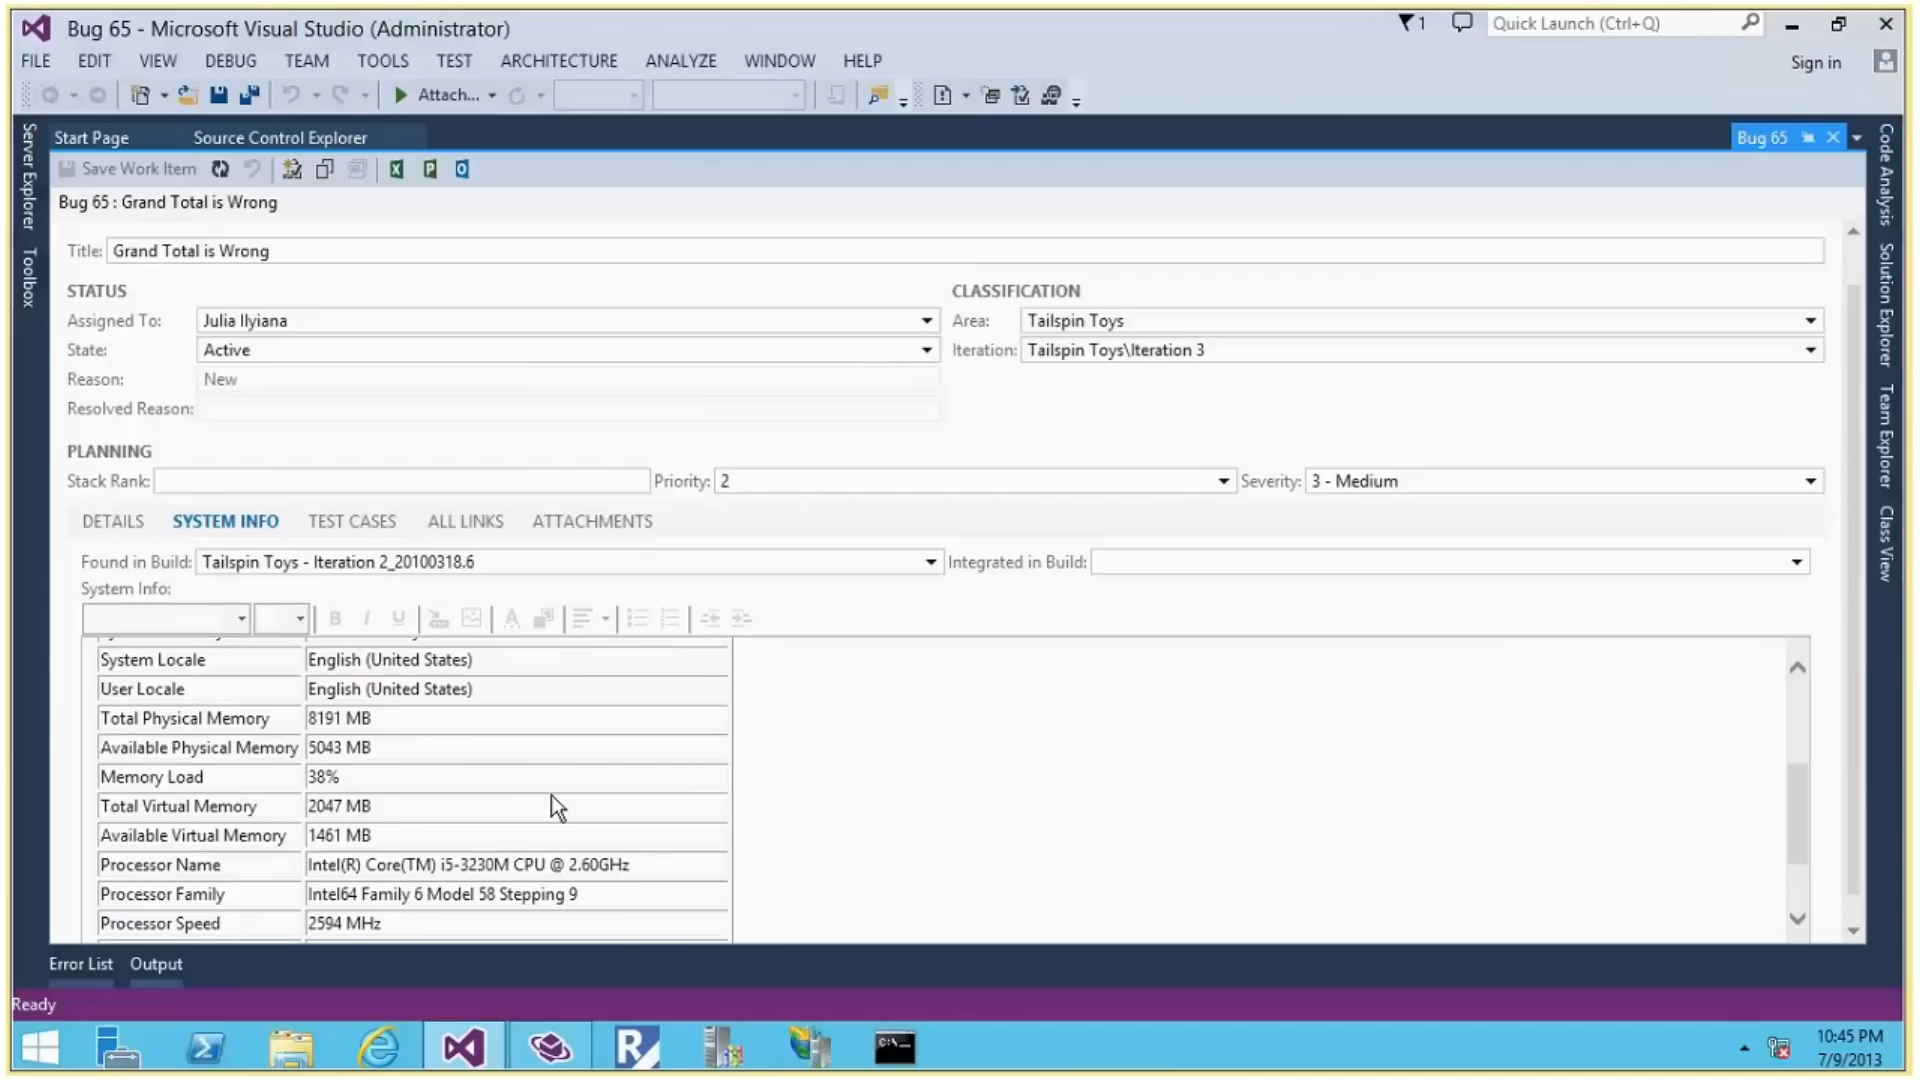 Bug 65 - Microsoft Visual Studio (Administrator)
1
Quick Launch (Ctrl+Q)
FILE EDIT VIEW DEBUG TEAM TOOLS TEST ARCHITECTURE ANALYZE WINDOW HELP
Sign in
Attach...
Server Explorer
Toolbox
Start Page
Source Control Explorer
Bug 65
Code Analysis
Solution Explorer
Team Explorer
Class View
Save Work Item
Bug 65 : Grand Total is Wrong
Title: Grand Total is Wrong
STATUS
Assigned To: Julia Ilyiana
State: Active
Reason: New
Resolved Reason:
CLASSIFICATION
Area: Tailspin Toys
Iteration: Tailspin Toys\Iteration 3
PLANNING
Stack Rank:
Priority: 2
Severity: 3 - Medium
DETAILS SYSTEM INFO TEST CASES ALL LINKS ATTACHMENTS
Found in Build: Tailspin Toys - Iteration 2_20100318.6
Integrated in Build:
System Info:
B I U
A
System Locale English (United States)
User Locale English (United States)
Total Physical Memory 8191 MB
Available Physical Memory 5043 MB
Memory Load 38%
Total Virtual Memory 2047 MB
Available Virtual Memory 1461 MB
Processor Name Intel(R) Core(TM) i5-3230M CPU @ 2.60GHz
Processor Family Intel64 Family 6 Model 58 Stepping 9
Processor Speed 2594 MHz
Error List Output
Ready
10:45 PM
7/9/2013